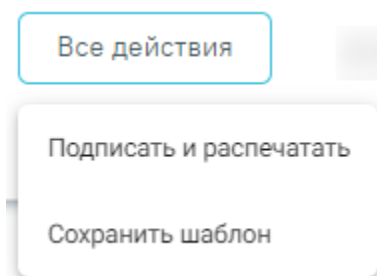 Все действия
Подписать и распечатать
Сохранить шаблон